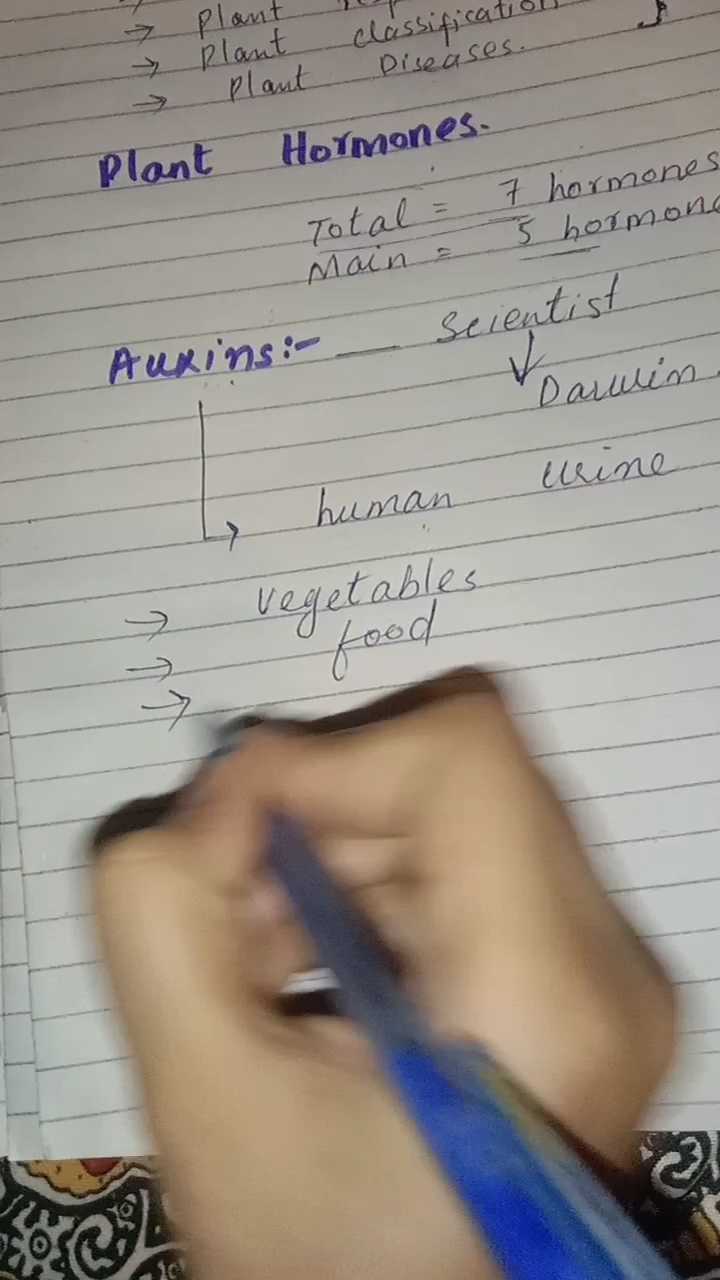 → Plant
→ Plant classification
→ Plant Diseases.
Plant Hormones.
Total = 7 hormones
Main = 5 hormone
Auxins:- — Scientist
↓
Darwin.
human urine
→ vegetables
→ food
→